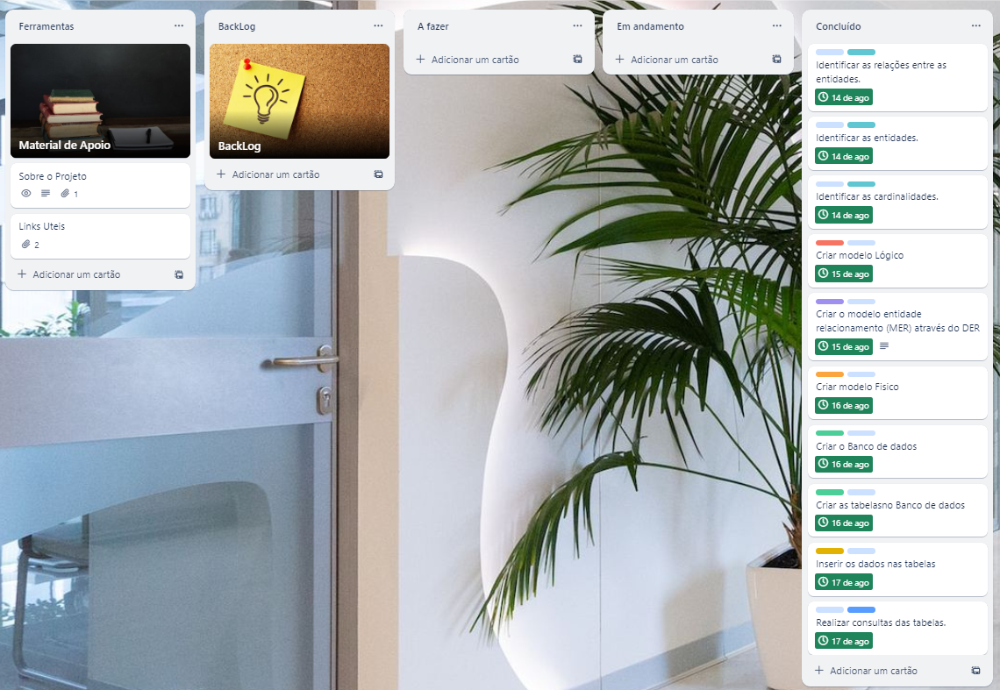 Ferramentas
Material de Apoio
Sobre o Projeto
1
Links Uteis
2
Adicionar um cartão
BackLog
BackLog
Adicionar um cartão
A fazer
Adicionar um cartão
Em andamento
Adicionar um cartão
Concluído
Identificar as relações entre as
entidades.
14 de ago
Identificar as entidades.
14 de ago
Identificar as cardinalidades.
14 de ago
Criar modelo Lógico
15 de ago
Criar o modelo entidade
relacionamento (MER) através do DER
15 de ago
Criar modelo Fisico
16 de ago
Criar o Banco de dados
16 de ago
Criar as tabelasno Banco de dados
16 de ago
Inserir os dados nas tabelas
17 de ago
Realizar consultas das tabelas.
17 de ago
Adicionar um cartão